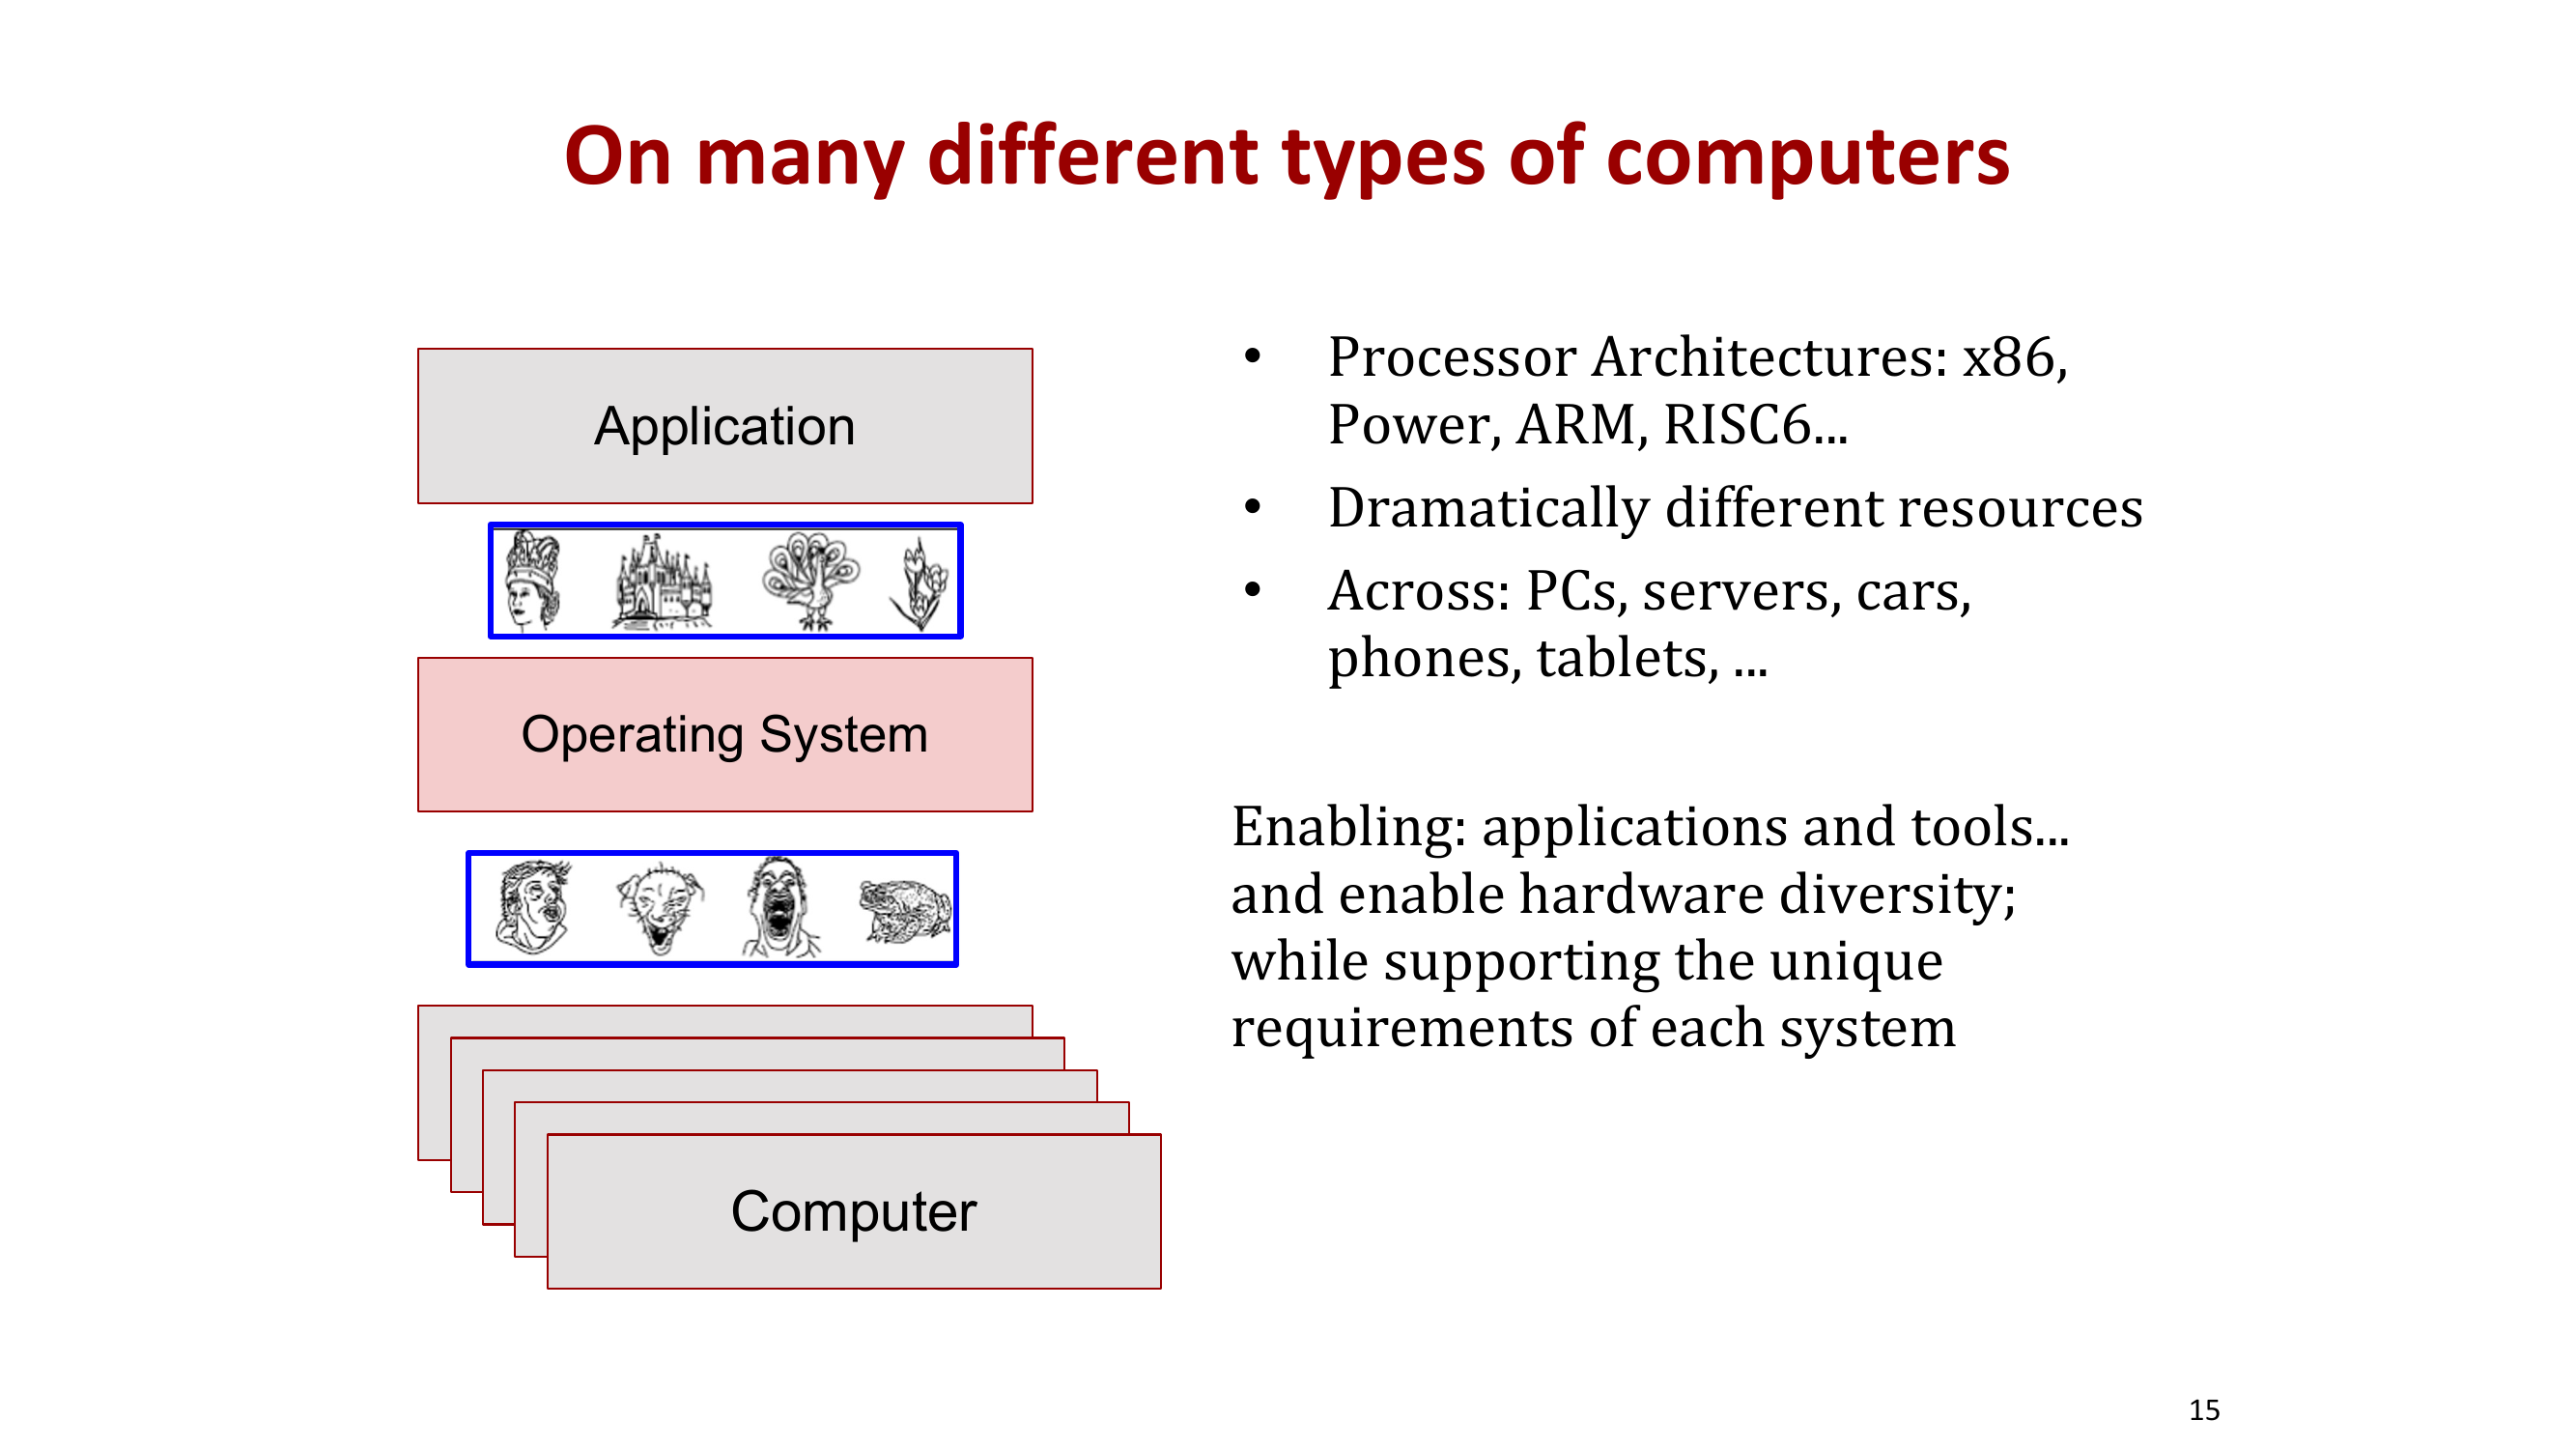 On many different types of computers
Application
Operating System
Computer
• Processor Architectures: x86,
Power, ARM, RISC6...
• Dramatically different resources
• Across: PCs, servers, cars,
phones, tablets, ...
Enabling: applications and tools...
and enable hardware diversity;
while supporting the unique
requirements of each system
15